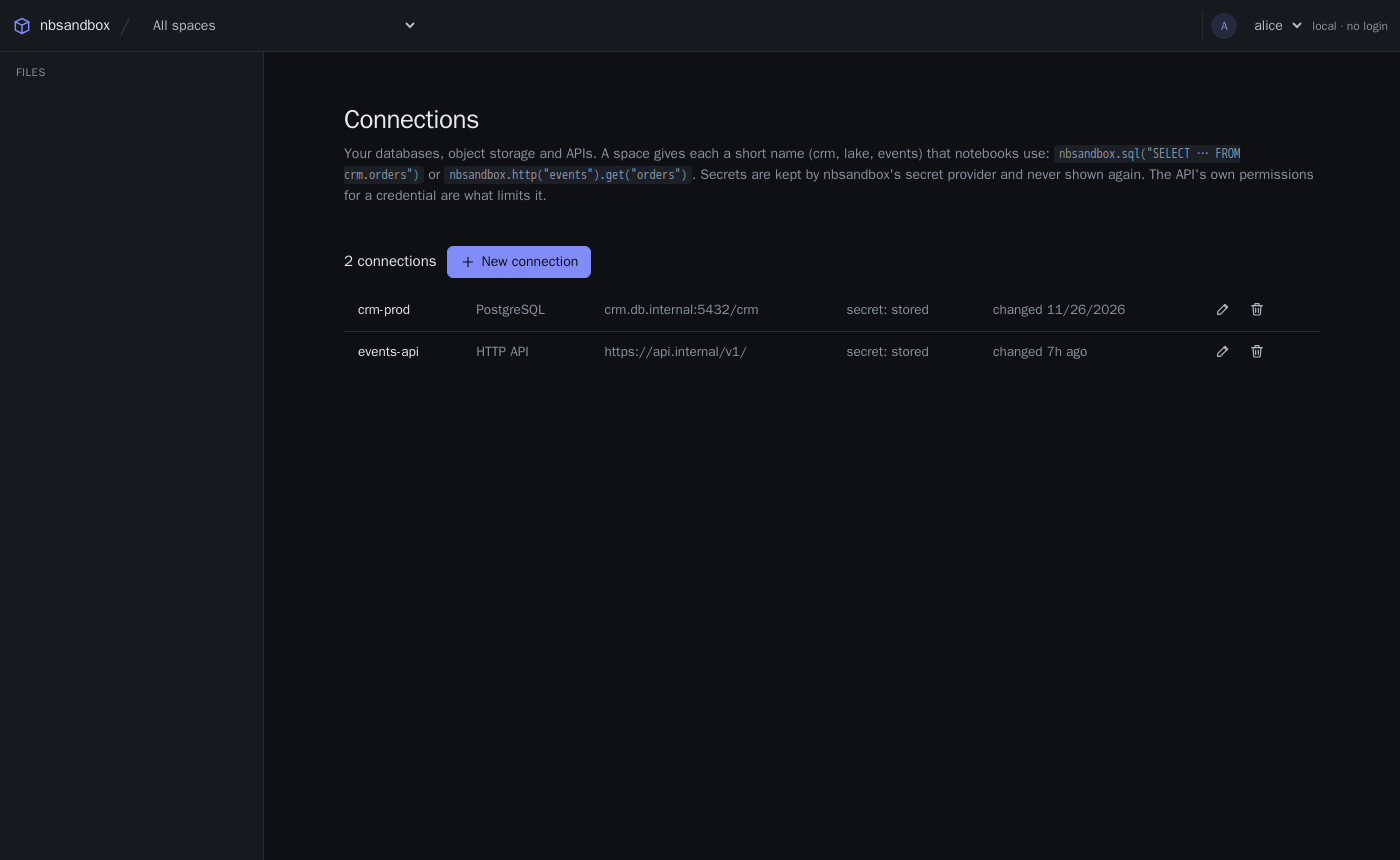 nbsandbox / All spaces
A alice local · no login
FILES
Connections
Your databases, object storage and APIs. A space gives each a short name (crm, lake, events) that notebooks use: nbsandbox.sql("SELECT ⋯ FROM
crm.orders") or nbsandbox.http("events").get("orders"). Secrets are kept by nbsandbox's secret provider and never shown again. The API's own permissions
for a credential are what limits it.
2 connections + New connection
crm-prod PostgreSQL crm.db.internal:5432/crm secret: stored changed 11/26/2026
events-api HTTP API https://api.internal/v1/ secret: stored changed 7h ago